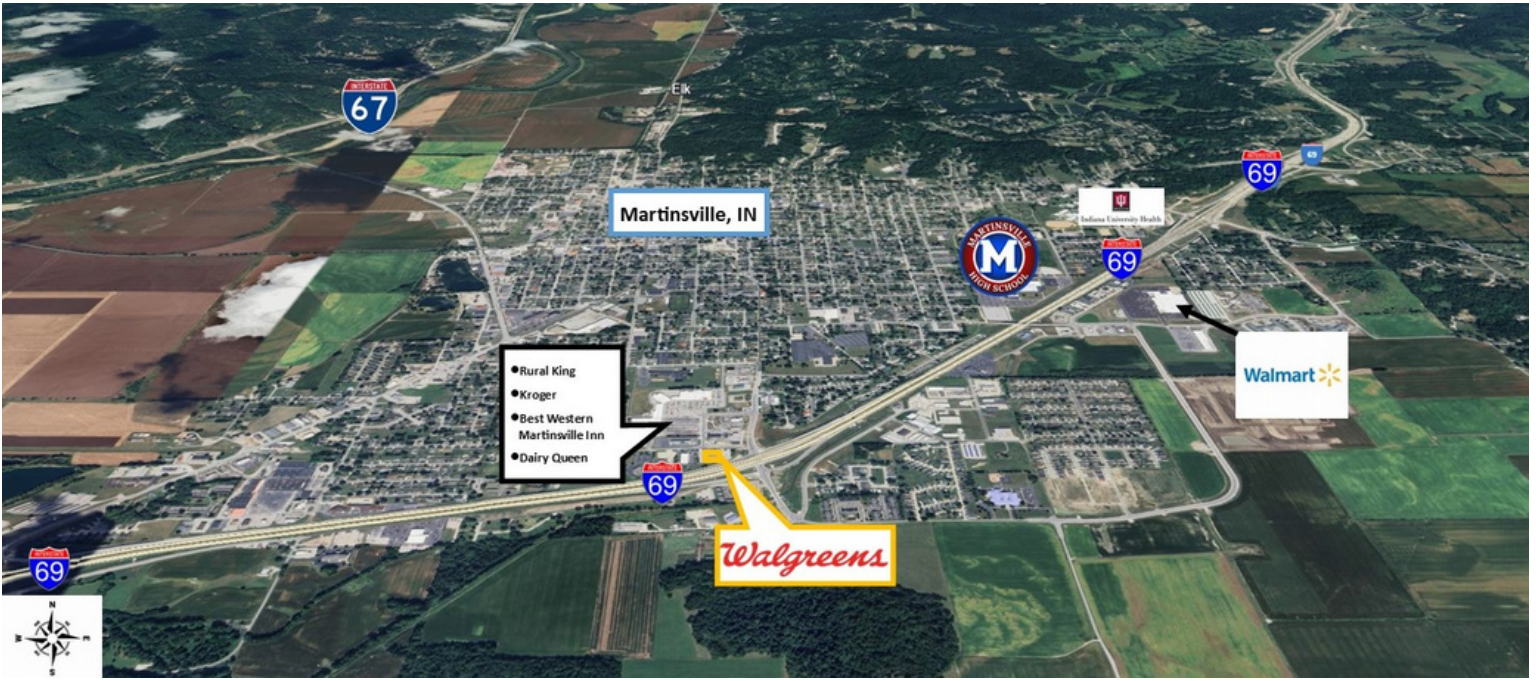 Elk
INTERSTATE
67
Martinsville, IN
INTERSTATE
69
69
Indiana University Health
MARTINSVILLE
M
HIGH SCHOOL
INTERSTATE
69
Walmart
●Rural King
●Kroger
●Best Western
Martinsville Inn
●Dairy Queen
INTERSTATE
69
Walgreens
INTERSTATE
69
N
W
E
S